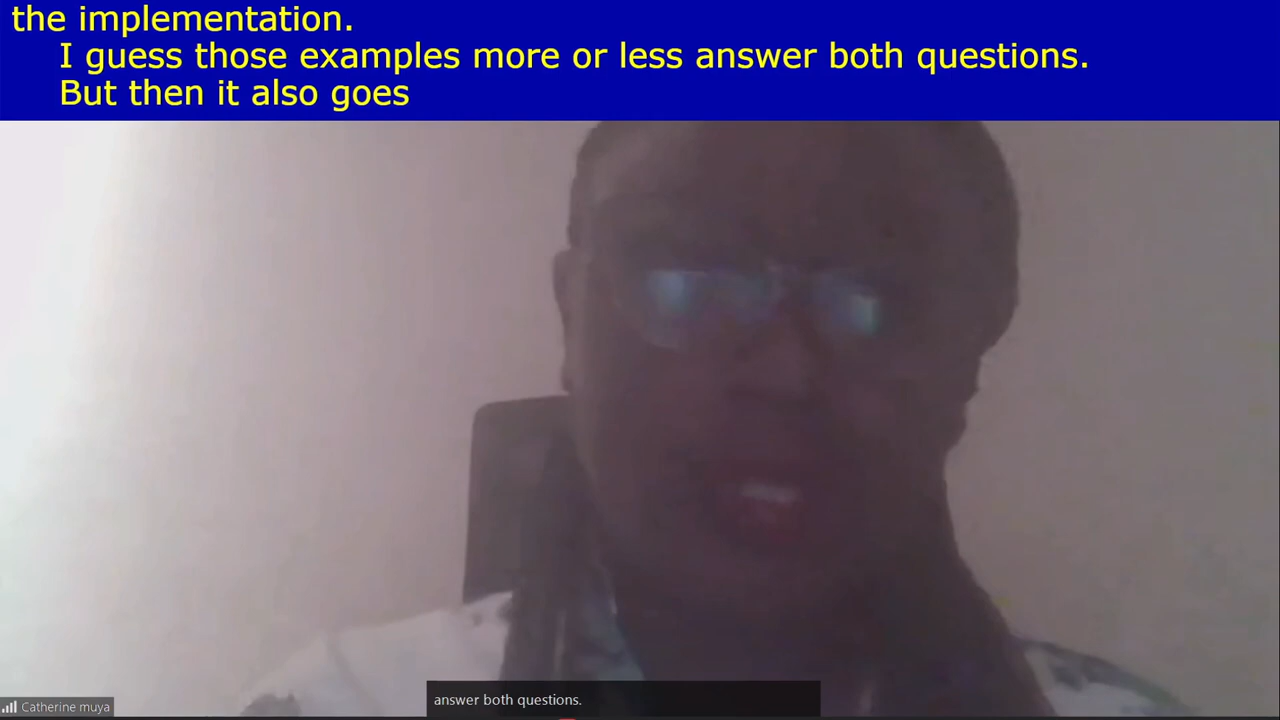 the implementation.
I guess those examples more or less answer both questions.
But then it also goes
answer both questions.
Catherine muya